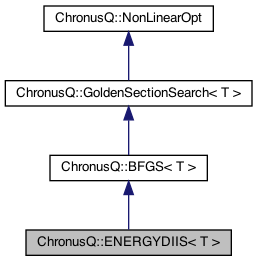 ChronusQ::NonLinearOpt
ChronusQ::GoldenSectionSearch< T >
ChronusQ::BFGS< T >
ChronusQ::ENERGYDIIS< T >